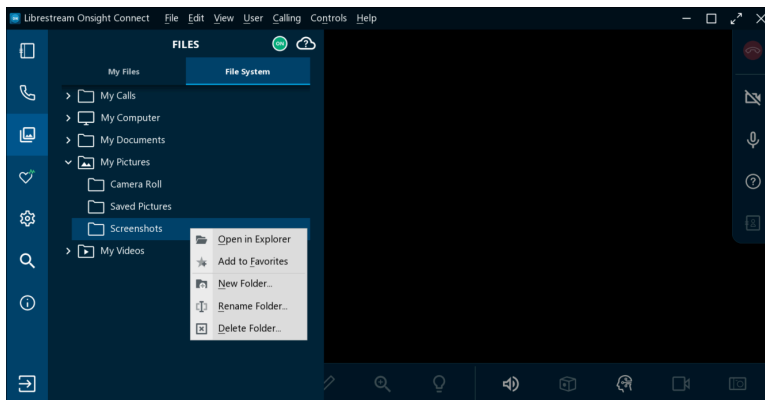 Librestream Onsight Connect File Edit View User Calling Controls Help
FILES ON
My Files File System
My Calls
My Computer
My Documents
My Pictures
Camera Roll
Saved Pictures
Screenshots
Open in Explorer
My Videos
Add to Favorites
New Folder...
Rename Folder...
Delete Folder...